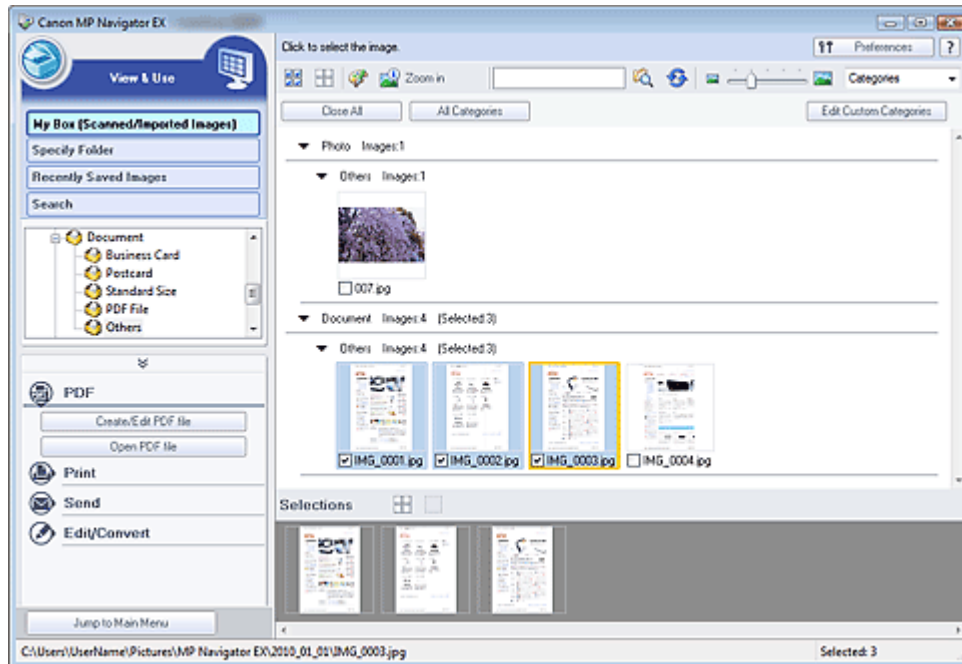 Canon MP Navigator EX
View & Use
My Box (Scanned/Imported Images)
Specify Folder
Recently Saved Images
Search
Document
Business Card
Postcard
Standard Size
PDF File
Others
PDF
Create/Edit PDF file
Open PDF file
Print
Send
Edit/Convert
Jump to Main Menu
Click to select the image.
Preferences
?
Zoom in
Categories
Close All
All Categories
Edit Custom Categories
Photo Images:1
Others Images:1
007.jpg
Document Images:4 (Selected:3)
Others Images:4 (Selected:3)
IMG_0001.jpg
IMG_0002.jpg
IMG_0003.jpg
IMG_0004.jpg
Selections
C:\Users\UserName\Pictures\MP Navigator EX\2010_01_01\IMG_0003.jpg
Selected: 3